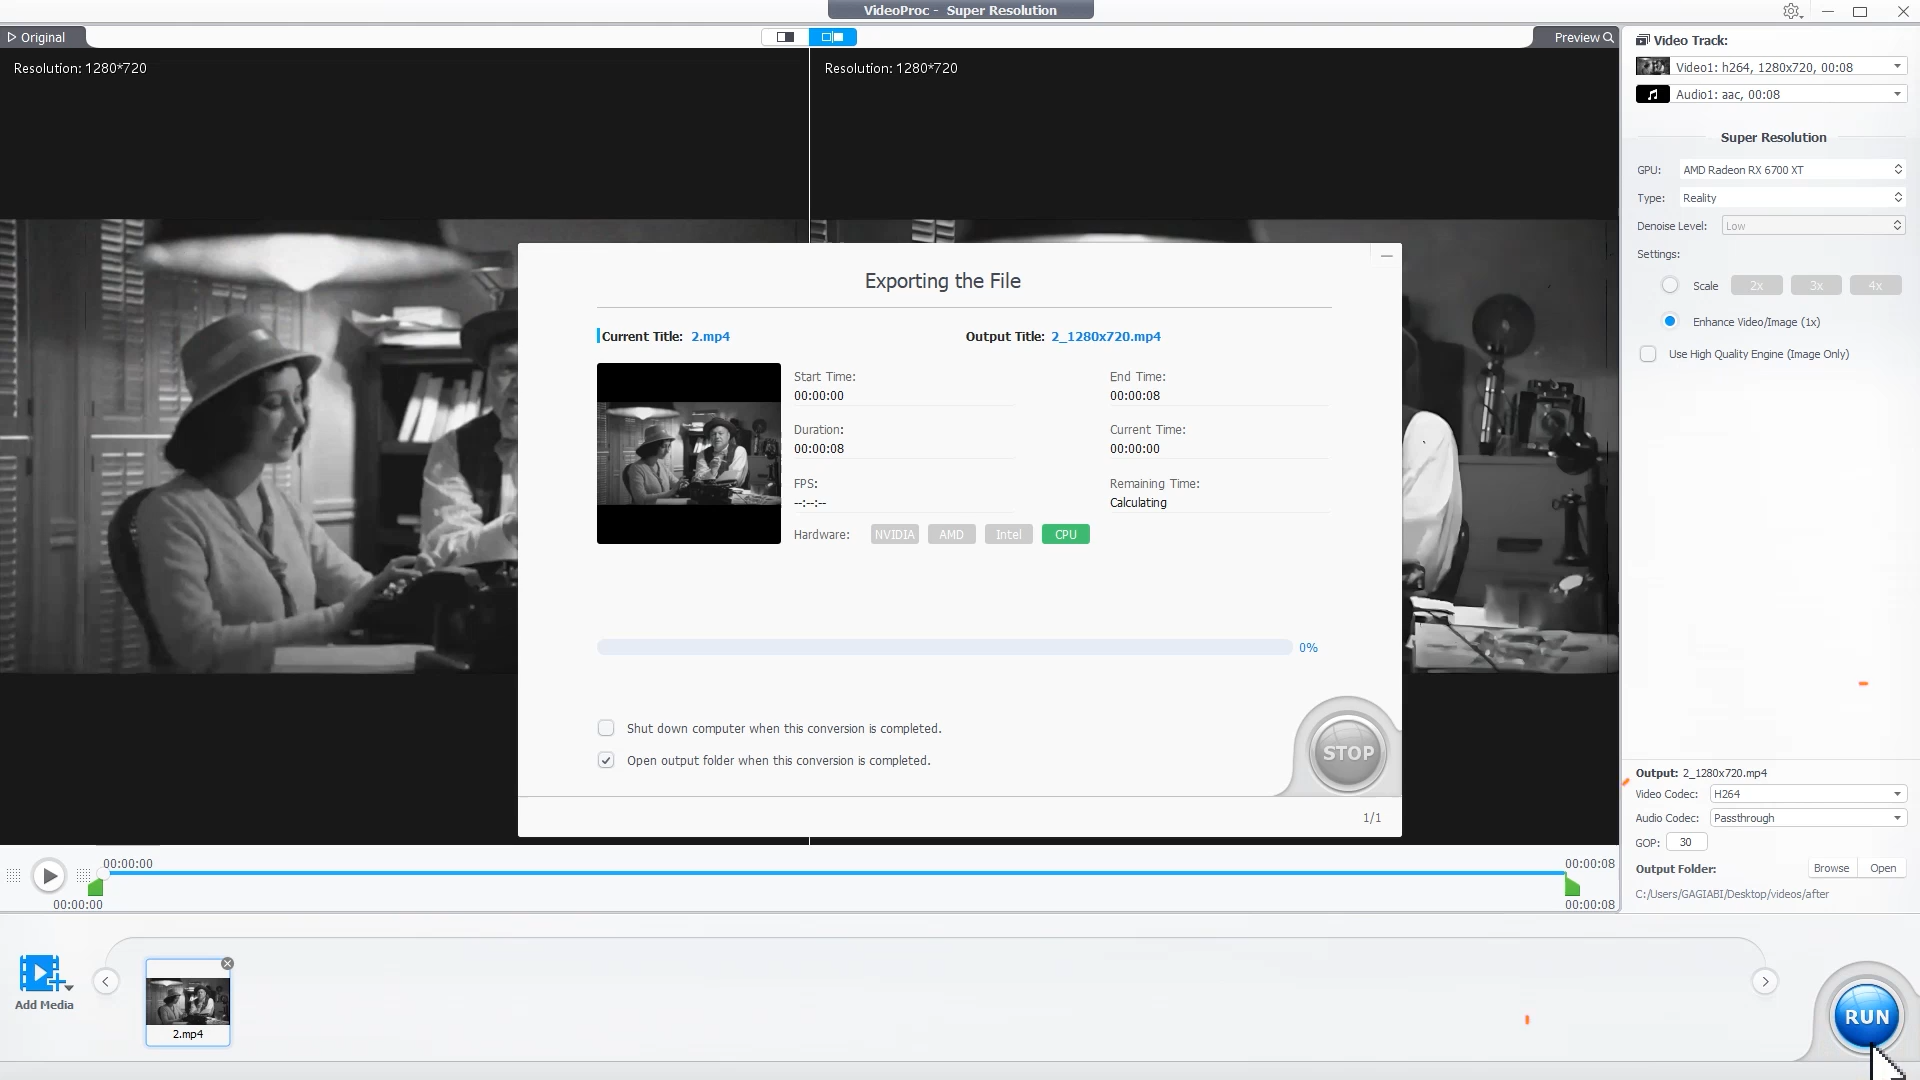 VideoProc - Super Resolution
Original
Preview
Resolution: 1280*720
Resolution: 1280*720
Video Track:
Video1: h264, 1280x720, 00:08
Audio1: aac, 00:08
Super Resolution
GPU: AMD Radeon RX 6700 XT
Type: Reality
Denoise Level: Low
Settings:
Scale 2x 3x 4x
Enhance Video/Image (1x)
Use High Quality Engine (Image Only)
Exporting the File
Current Title: 2.mp4
Output Title: 2_1280x720.mp4
Start Time:
00:00:00
End Time:
00:00:08
Duration:
00:00:08
Current Time:
00:00:00
FPS:
--:--:--
Remaining Time:
Calculating
Hardware: NVIDIA AMD Intel CPU
0%
Shut down computer when this conversion is completed.
Open output folder when this conversion is completed.
STOP
1/1
Output: 2_1280x720.mp4
Video Codec: H264
Audio Codec: Passthrough
GOP: 30
Output Folder: Browse Open
C:/Users/GAGIABI/Desktop/videos/after
00:00:00
00:00:08
00:00:00
00:00:08
Add Media
2.mp4
RUN